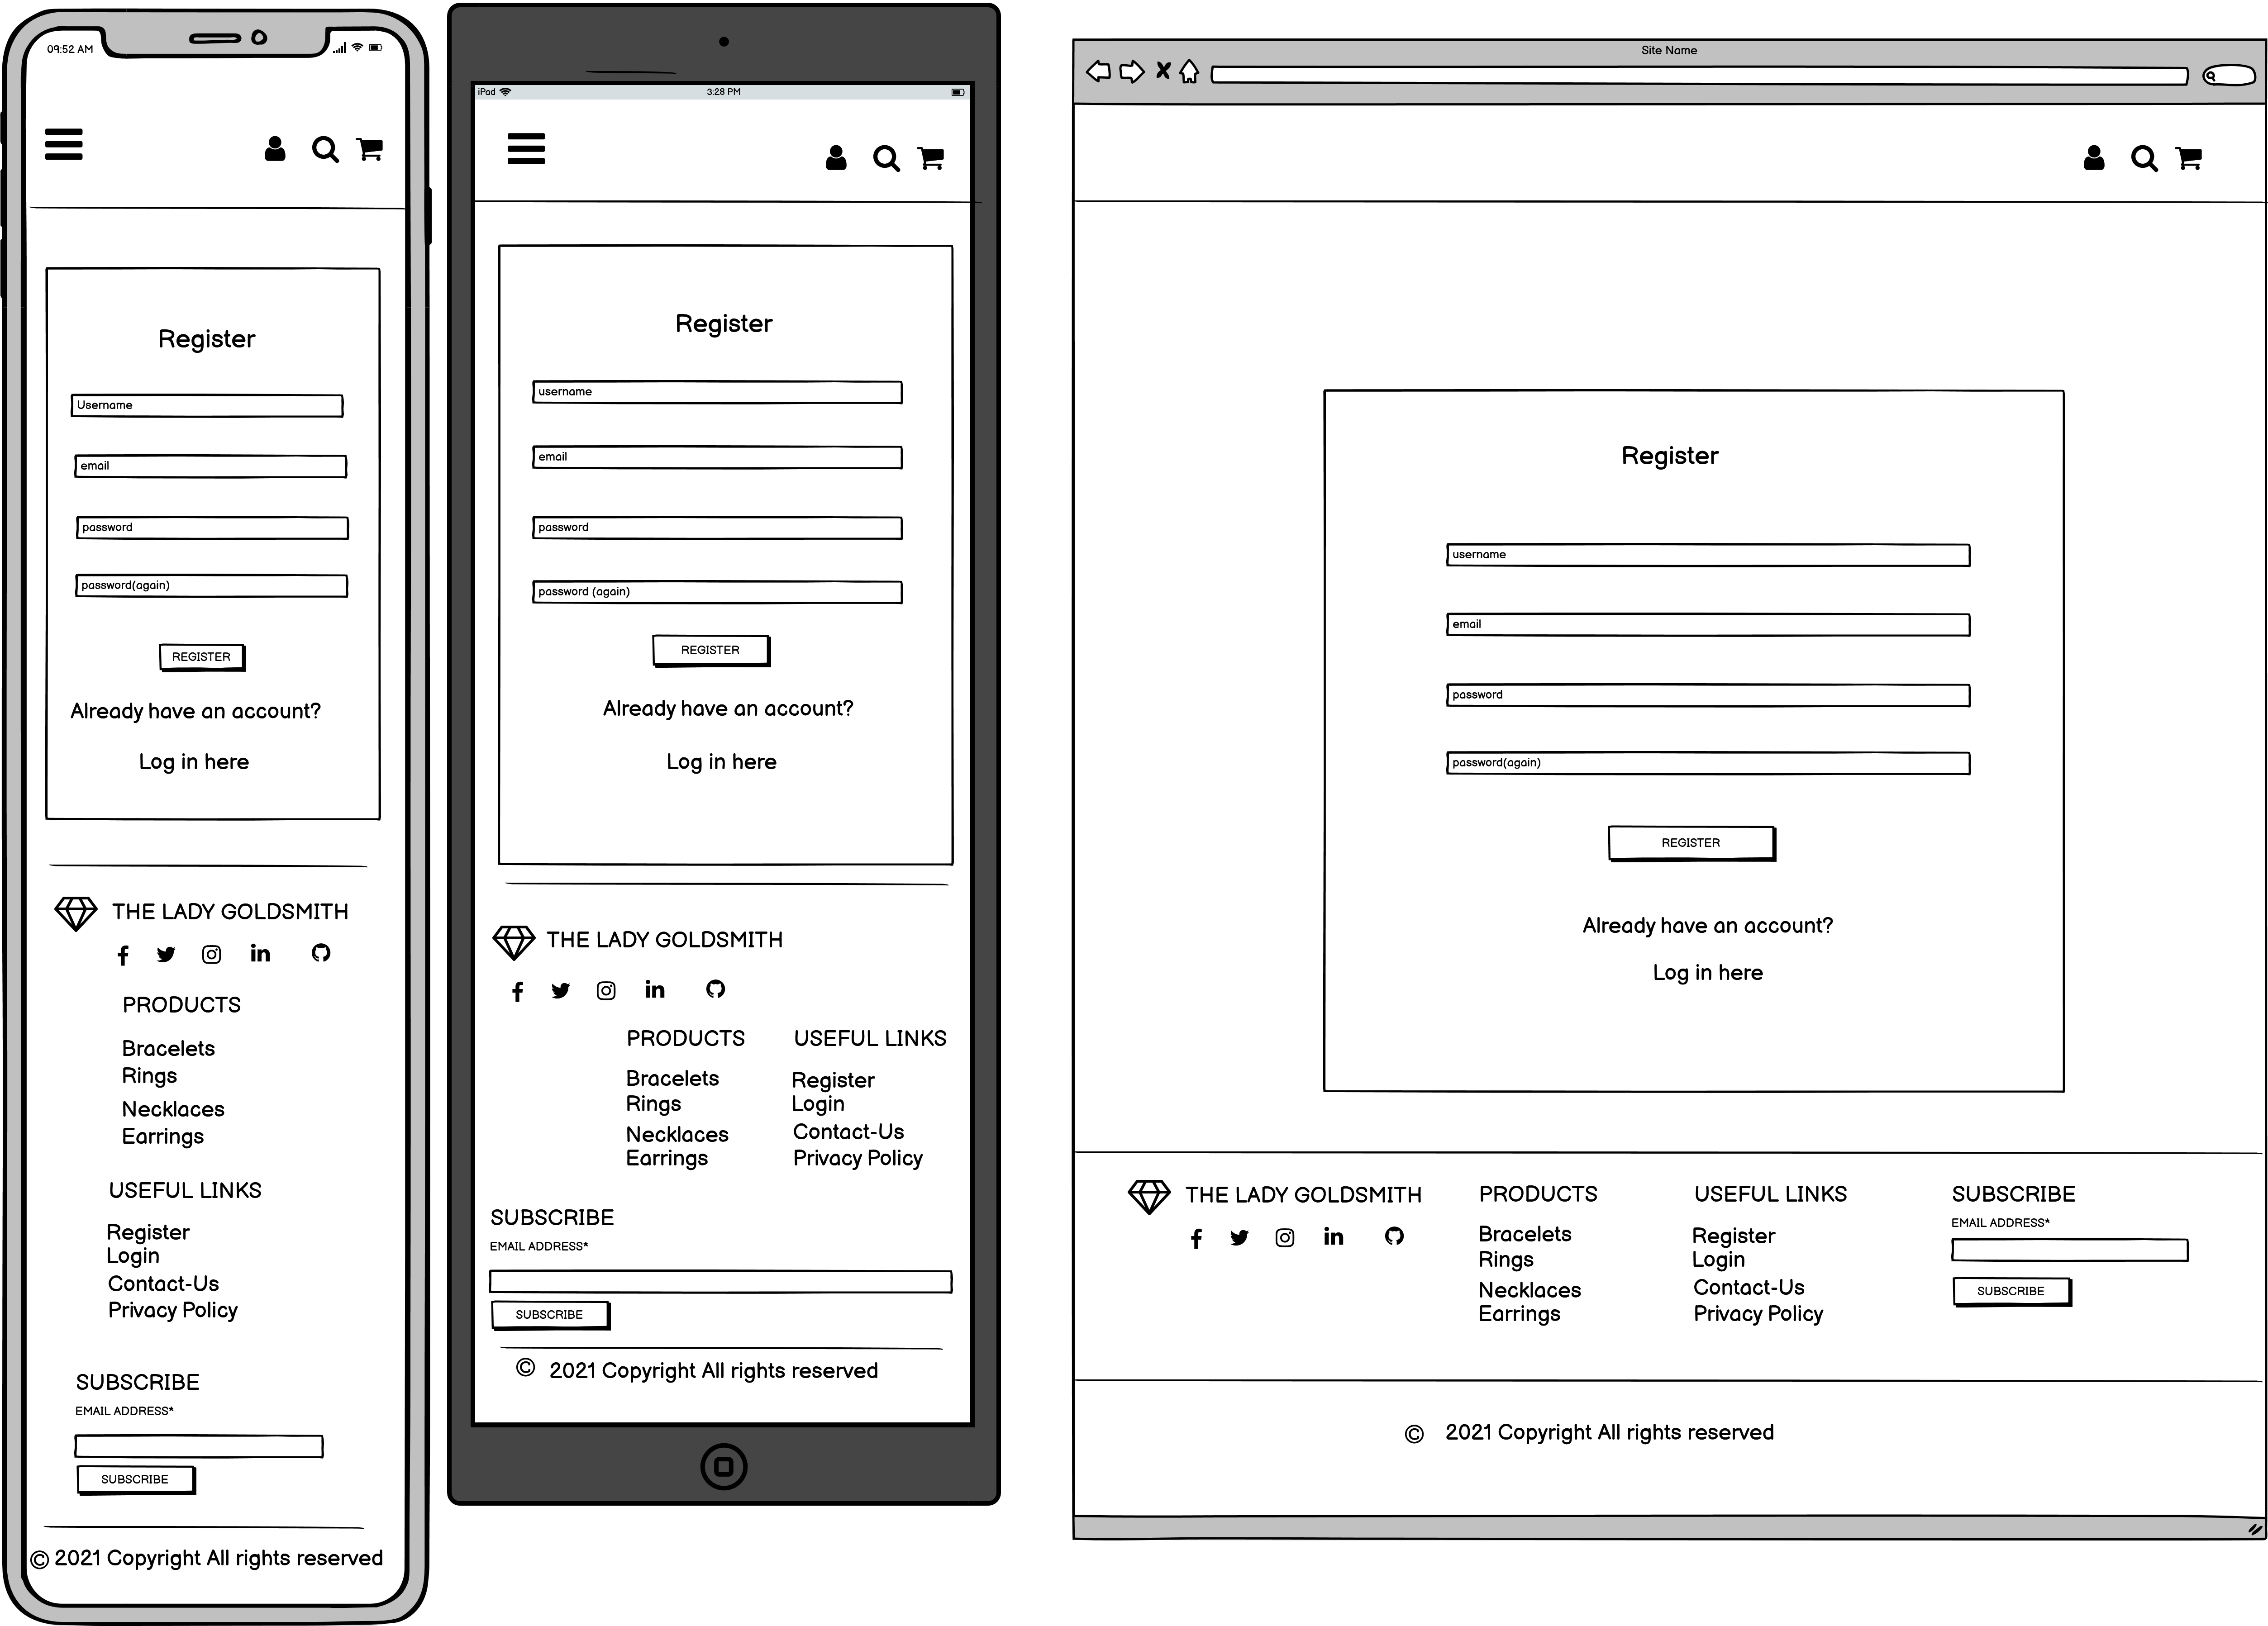 09:52 AM
Register
Username
email
password
password(again)
REGISTER
Already have an account?
Log in here
THE LADY GOLDSMITH
PRODUCTS
Bracelets
Rings
Necklaces
Earrings
USEFUL LINKS
Register
Login
Contact-Us
Privacy Policy
SUBSCRIBE
EMAIL ADDRESS*
SUBSCRIBE
© 2021 Copyright All rights reserved
iPad 3:28 PM
Register
username
email
password
password (again)
REGISTER
Already have an account?
Log in here
THE LADY GOLDSMITH
PRODUCTS
Bracelets
Rings
Necklaces
Earrings
USEFUL LINKS
Register
Login
Contact-Us
Privacy Policy
SUBSCRIBE
EMAIL ADDRESS*
SUBSCRIBE
© 2021 Copyright All rights reserved
Site Name
Register
username
email
password
password(again)
REGISTER
Already have an account?
Log in here
THE LADY GOLDSMITH
PRODUCTS
Bracelets
Rings
Necklaces
Earrings
USEFUL LINKS
Register
Login
Contact-Us
Privacy Policy
SUBSCRIBE
EMAIL ADDRESS*
SUBSCRIBE
© 2021 Copyright All rights reserved